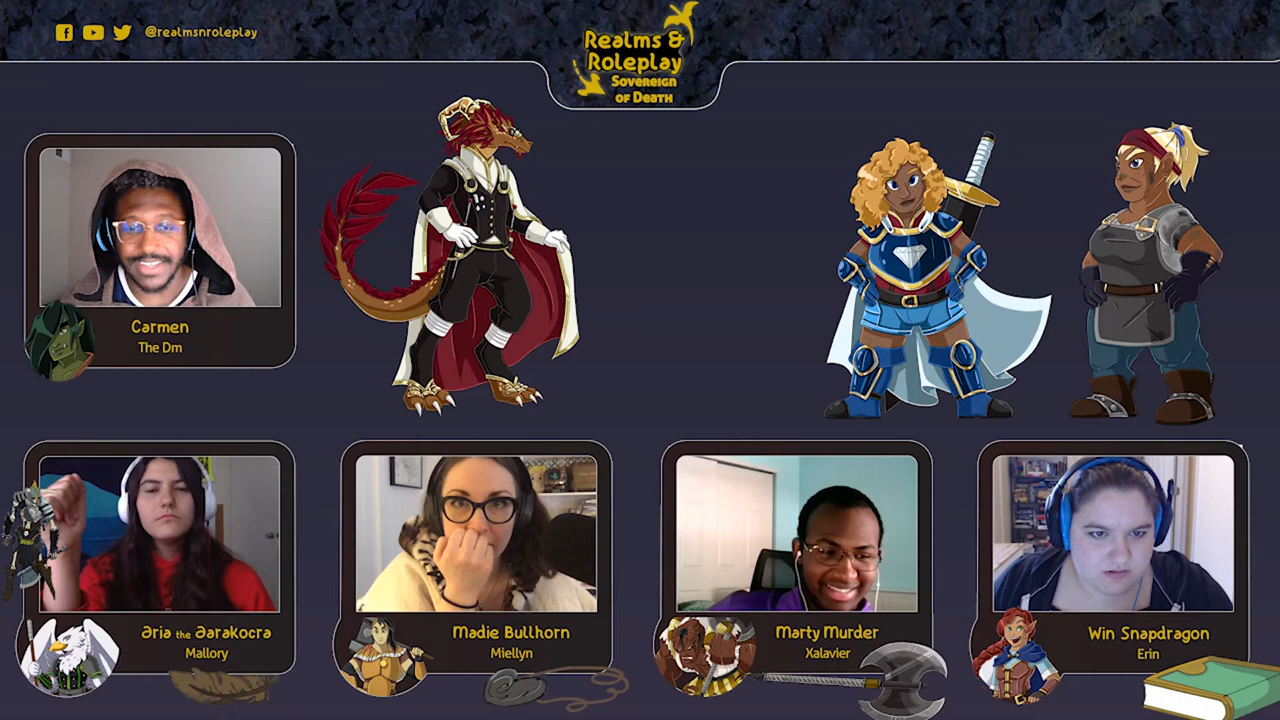 @realmsnroleplay
Realms &
Roleplay
Sovereign
of Death
Carmen
The Dm
Aria the Aarakocra
Mallory
Madie Bullhorn
Miellyn
Marty Murder
Xalavier
Win Snapdragon
Erin